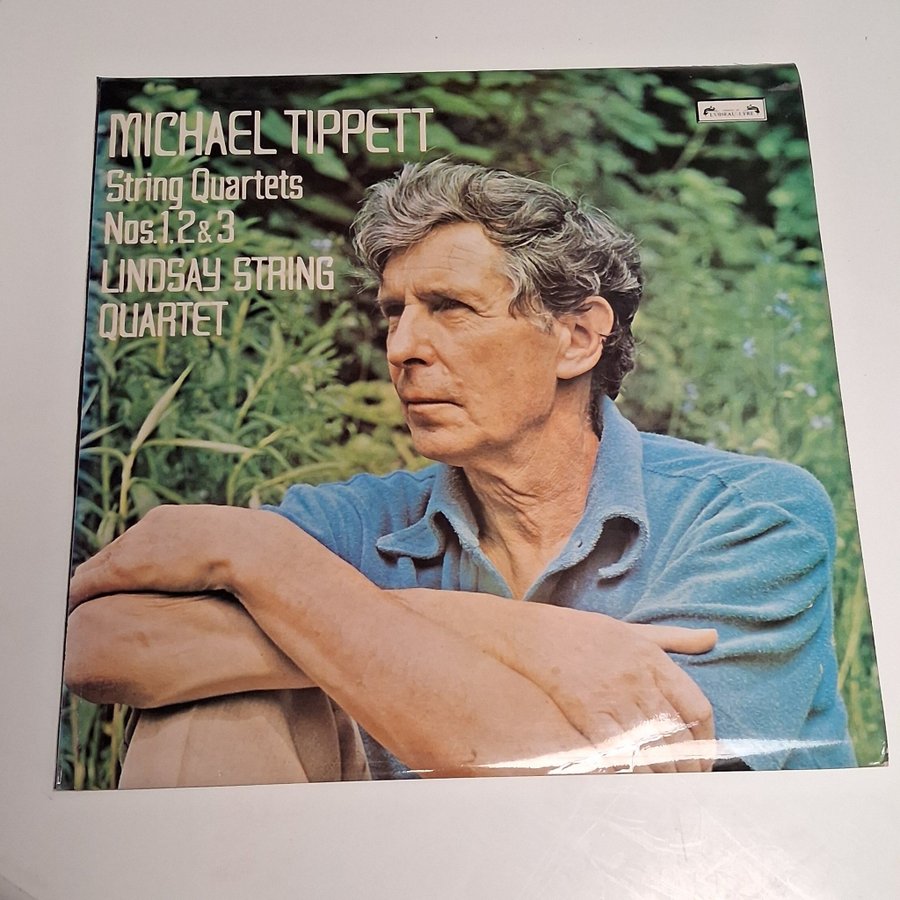 MICHAEL TIPPETT
String Quartets
Nos.1,2&3
LINDSAY STRING
QUARTET
L'OISEAU-LYRE